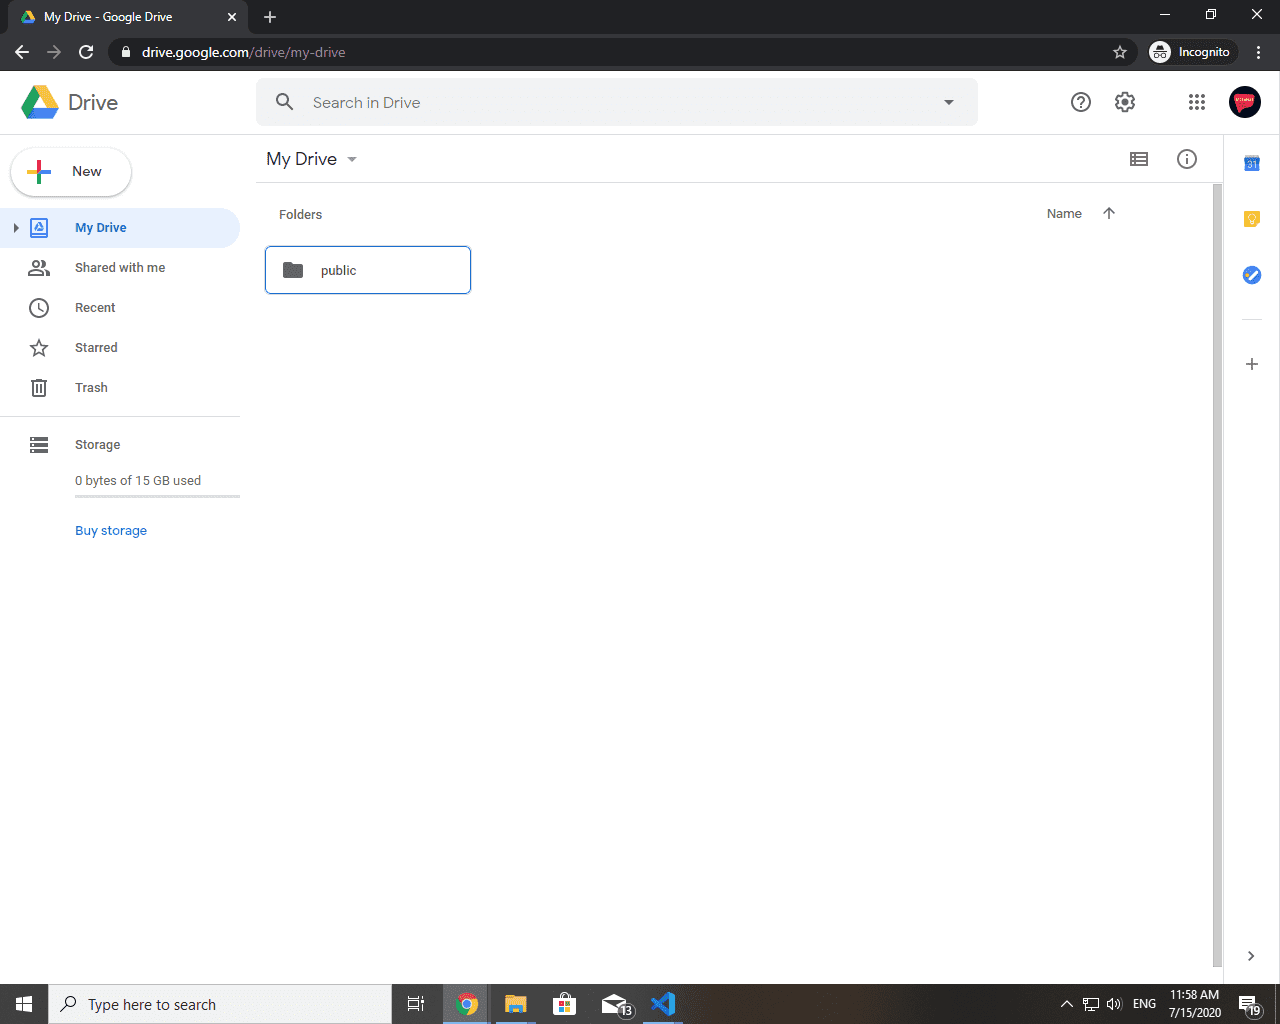 My Drive - Google Drive
drive.google.com/drive/my-drive
Incognito
Drive
Search in Drive
New
My Drive
Shared with me
Recent
Starred
Trash
Storage
0 bytes of 15 GB used
Buy storage
My Drive
Folders
Name
public
31
Type here to search
13
ENG
11:58 AM
7/15/2020
19